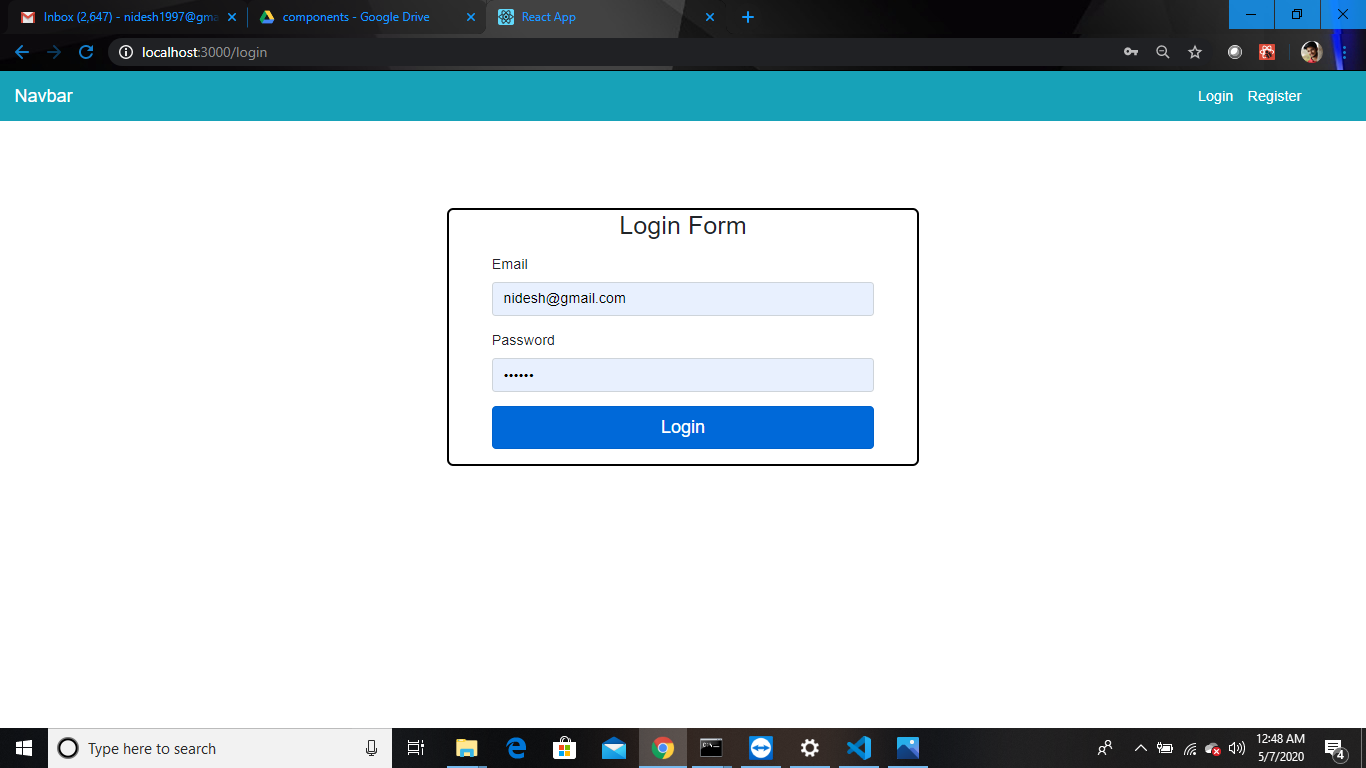 Inbox (2,647) - nidesh1997@gma
components - Google Drive
React App
localhost:3000/login
Navbar
Login
Register
Login Form
Email
nidesh@gmail.com
Password
••••••
Login
Type here to search
12:48 AM
5/7/2020
4